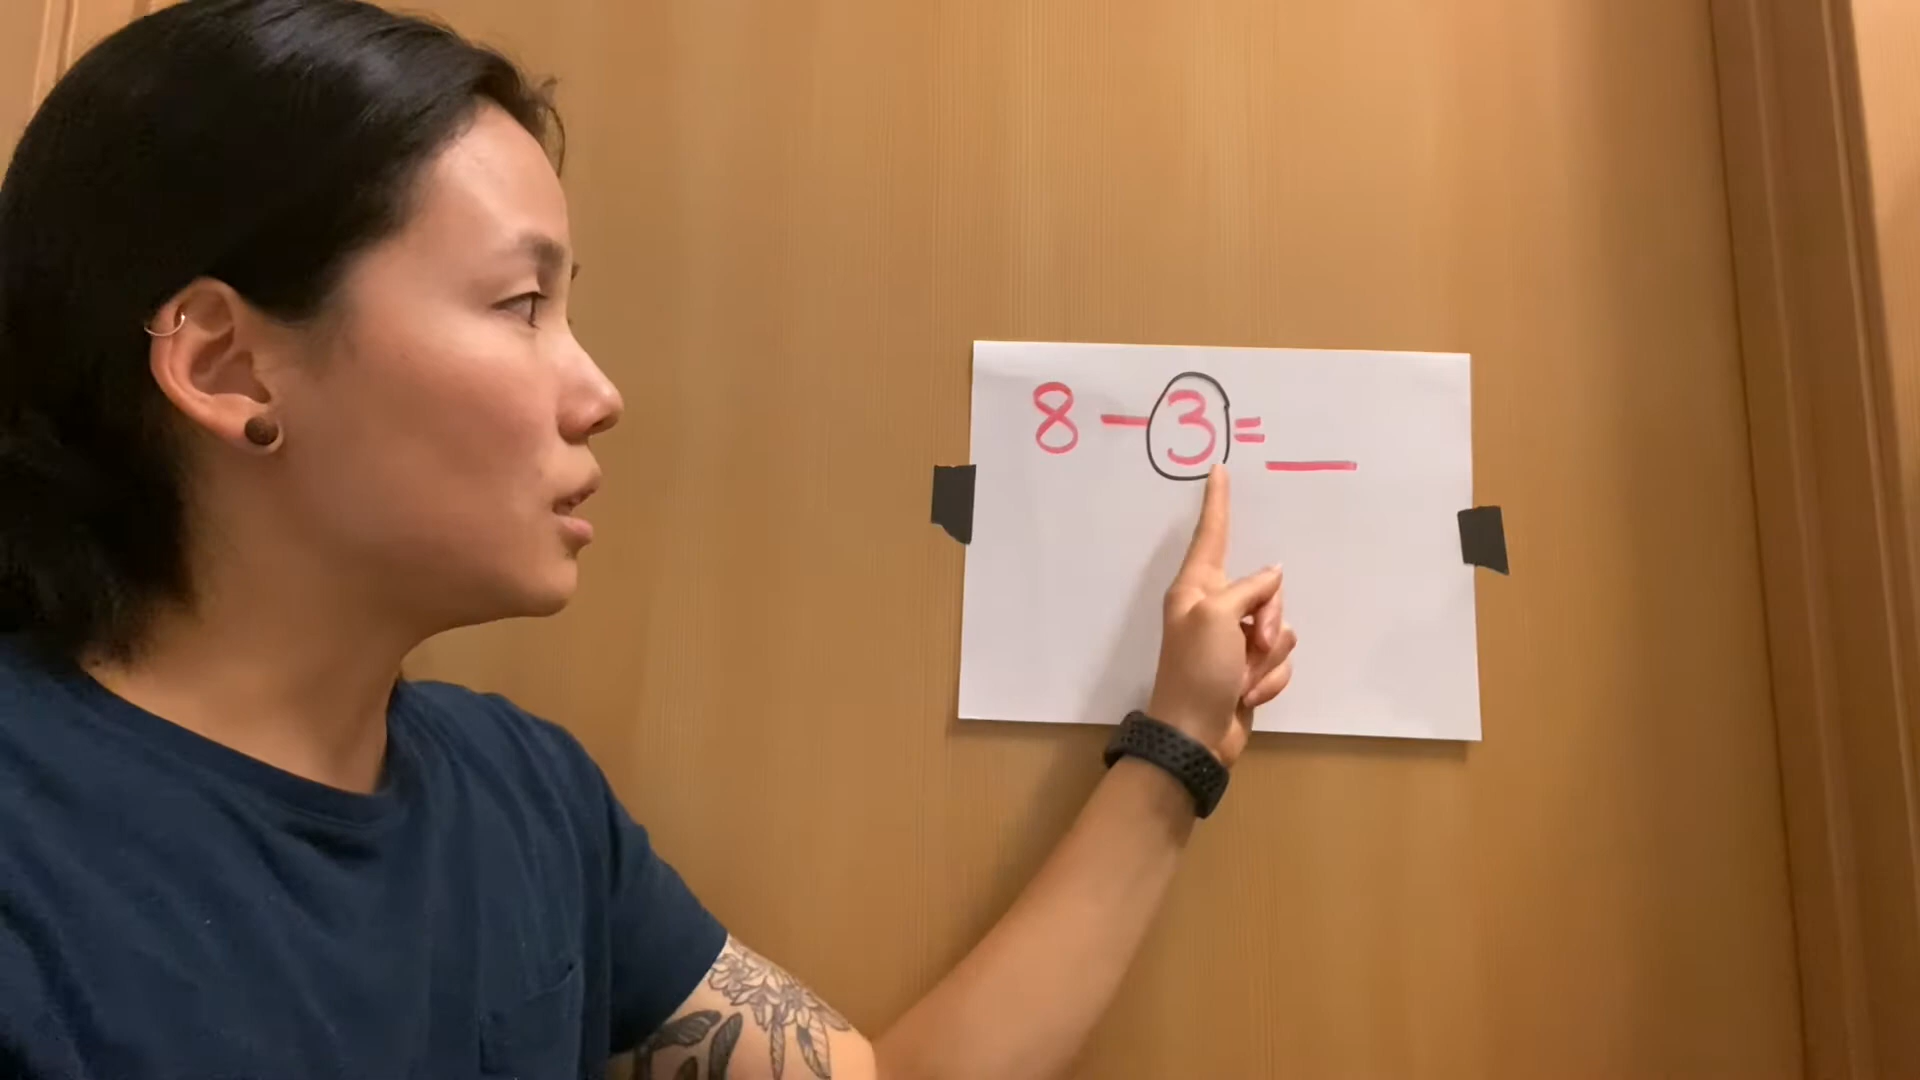 8 - 3 = __